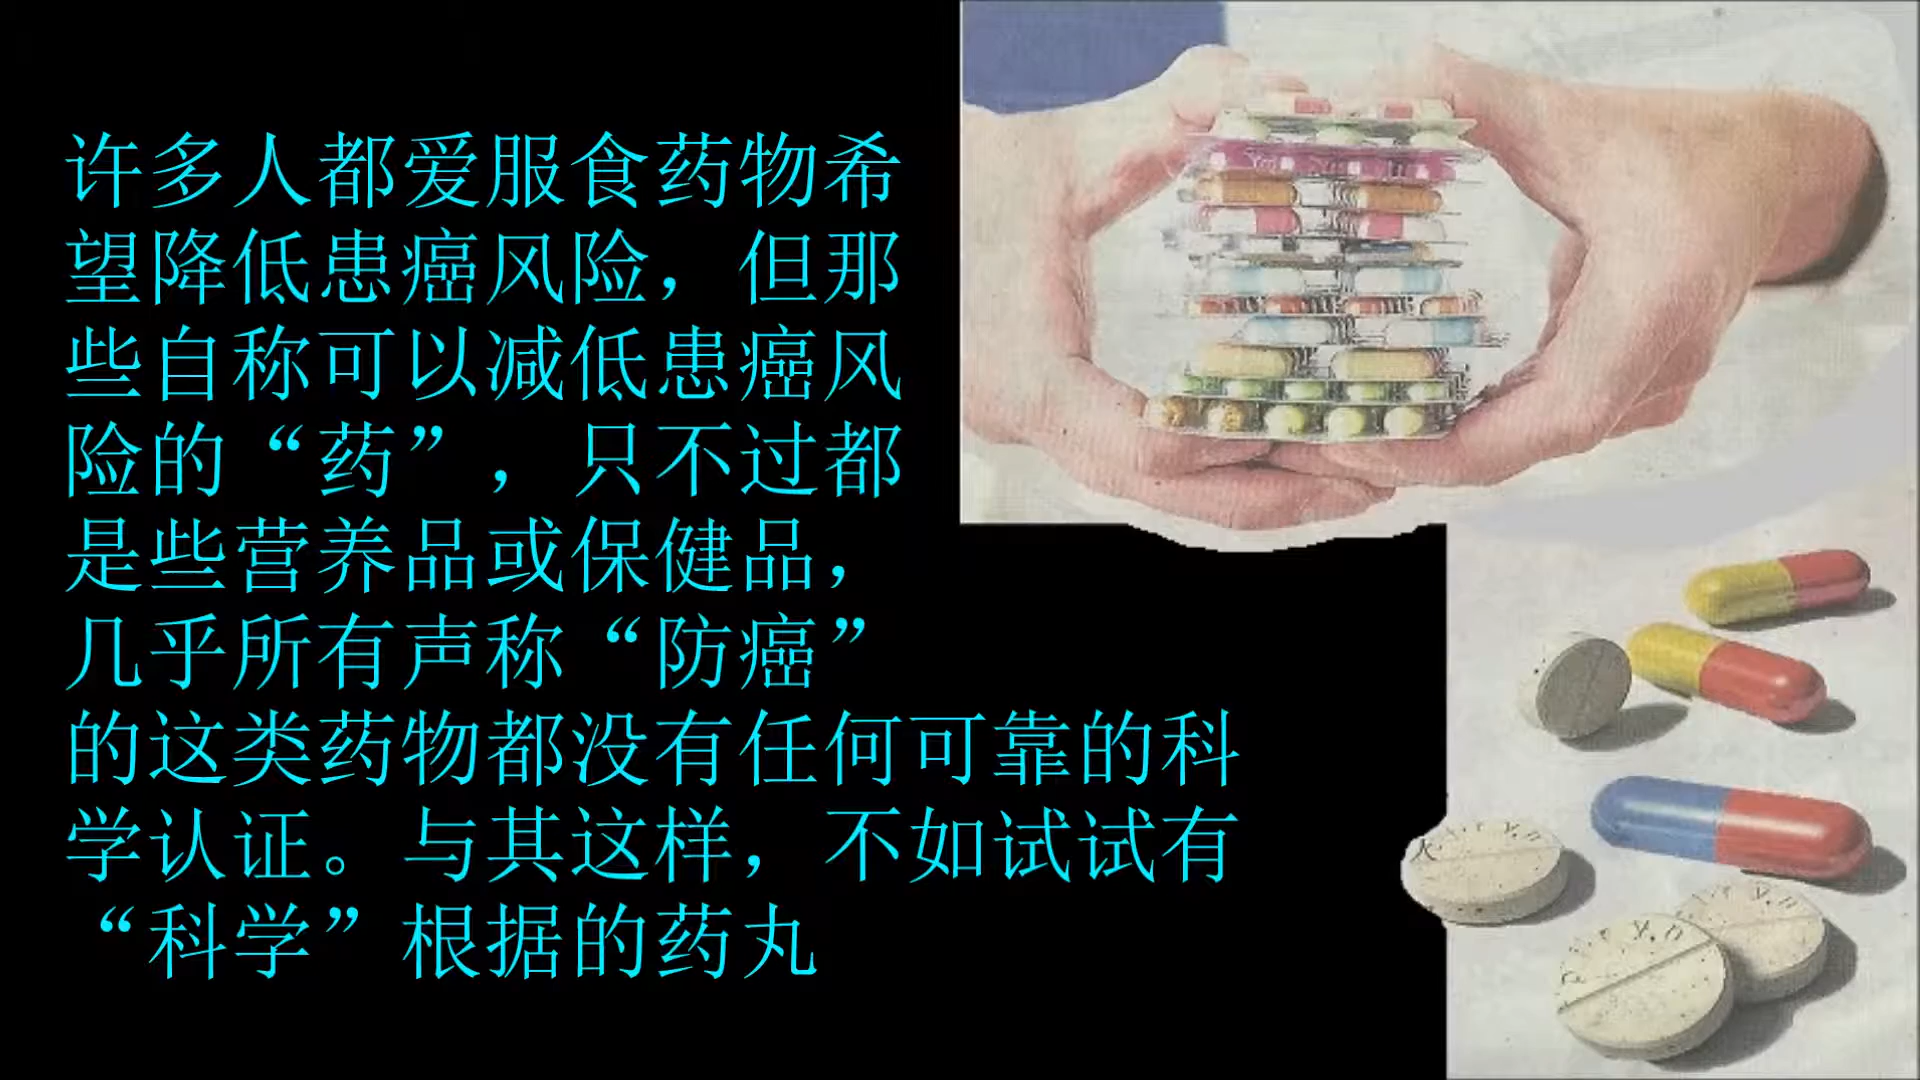 许多人都爱服食药物希
望降低患癌风险，但那
些自称可以减低患癌风
险的“药”，只不过都
是些营养品或保健品，
几乎所有声称“防癌”
的这类药物都没有任何可靠的科
学认证。与其这样，不如试试有
“科学”根据的药丸